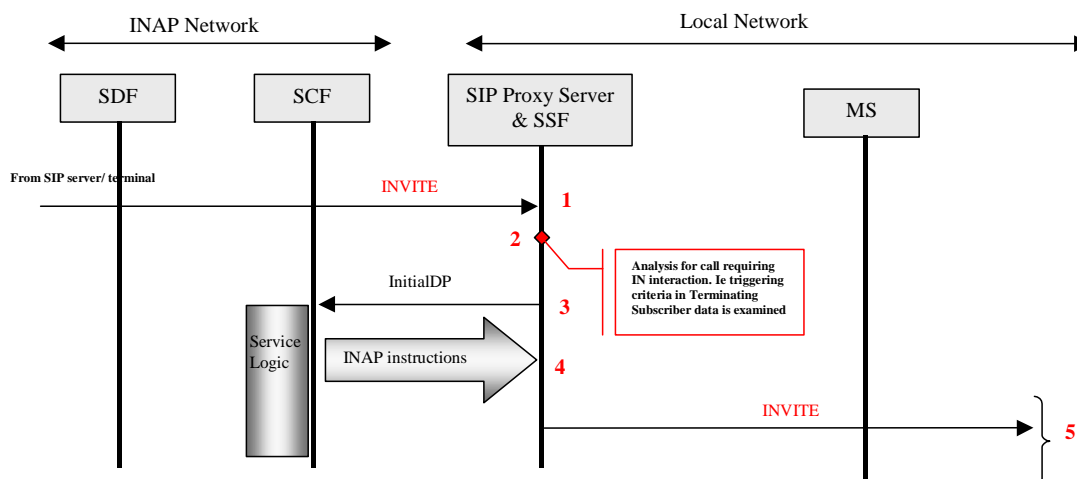 INAP Network
Local Network
SDF
SCF
SIP Proxy Server
& SSF
MS
From SIP server/ terminal
INVITE
1
2
Analysis for call requiring
IN interaction. Ie triggering
criteria in Terminating
Subscriber data is examined
InitialDP
3
Service
Logic
INAP instructions
4
INVITE
5